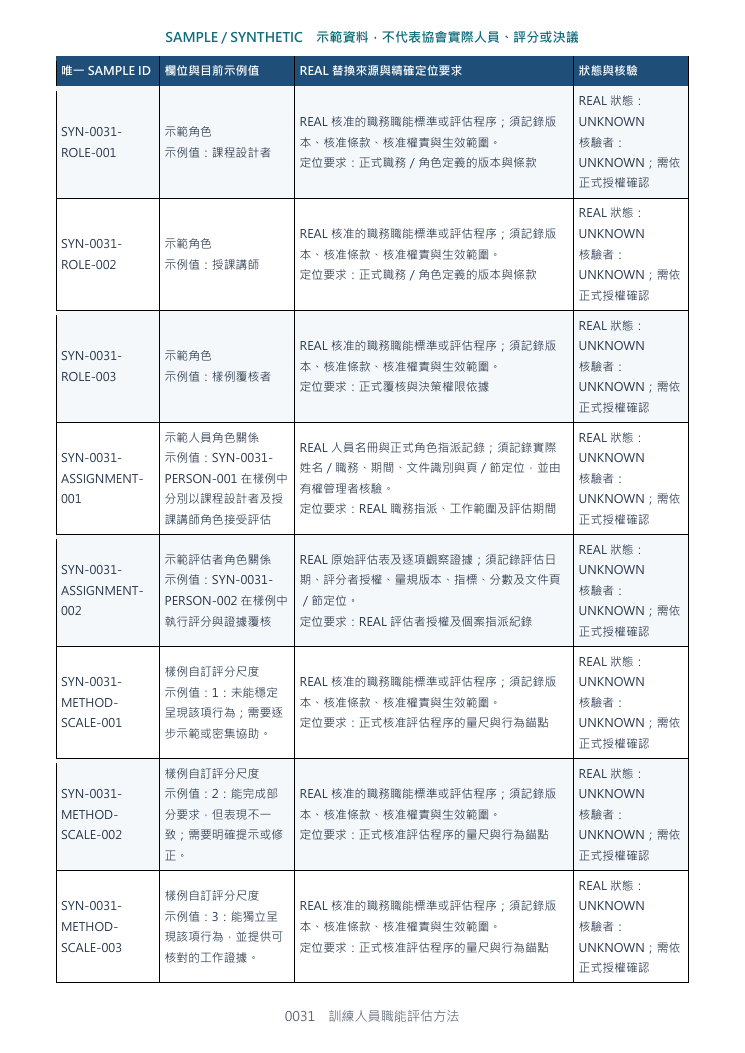 SAMPLE / SYNTHETIC　示範資料，不代表協會實際人員、評分或決議
唯一 SAMPLE ID
欄位與目前示例值
REAL 替換來源與精確定位要求
狀態與核驗
SYN-0031-
ROLE-001
示範角色
示例值：課程設計者
REAL 核准的職務職能標準或評估程序；須記錄版
本、核准條款、核准權責與生效範圍。
定位要求：正式職務 / 角色定義的版本與條款
REAL 狀態：
UNKNOWN
核驗者：
UNKNOWN；需依
正式授權確認
SYN-0031-
ROLE-002
示範角色
示例值：授課講師
REAL 核准的職務職能標準或評估程序；須記錄版
本、核准條款、核准權責與生效範圍。
定位要求：正式職務 / 角色定義的版本與條款
REAL 狀態：
UNKNOWN
核驗者：
UNKNOWN；需依
正式授權確認
SYN-0031-
ROLE-003
示範角色
示例值：樣例覆核者
REAL 核准的職務職能標準或評估程序；須記錄版
本、核准條款、核准權責與生效範圍。
定位要求：正式覆核與決策權限依據
REAL 狀態：
UNKNOWN
核驗者：
UNKNOWN；需依
正式授權確認
SYN-0031-
ASSIGNMENT-
001
示範人員角色關係
示例值：SYN-0031-
PERSON-001 在樣例中
分別以課程設計者及授
課講師角色接受評估
REAL 人員名冊與正式角色指派記錄；須記錄實際
姓名 / 職務、期間、文件識別與頁 / 節定位，並由
有權管理者核驗。
定位要求：REAL 職務指派、工作範圍及評估期間
REAL 狀態：
UNKNOWN
核驗者：
UNKNOWN；需依
正式授權確認
SYN-0031-
ASSIGNMENT-
002
示範評估者角色關係
示例值：SYN-0031-
PERSON-002 在樣例中
執行評分與證據覆核
REAL 原始評估表及逐項觀察證據；須記錄評估日
期、評分者授權、量規版本、指標、分數及文件頁
/ 節定位。
定位要求：REAL 評估者授權及個案指派紀錄
REAL 狀態：
UNKNOWN
核驗者：
UNKNOWN；需依
正式授權確認
SYN-0031-
METHOD-
SCALE-001
樣例自訂評分尺度
示例值：1：未能穩定
呈現該項行為；需要逐
步示範或密集協助。
REAL 核准的職務職能標準或評估程序；須記錄版
本、核准條款、核准權責與生效範圍。
定位要求：正式核准評估程序的量尺與行為錨點
REAL 狀態：
UNKNOWN
核驗者：
UNKNOWN；需依
正式授權確認
SYN-0031-
METHOD-
SCALE-002
樣例自訂評分尺度
示例值：2：能完成部
分要求，但表現不一
致；需要明確提示或修
正。
REAL 核准的職務職能標準或評估程序；須記錄版
本、核准條款、核准權責與生效範圍。
定位要求：正式核准評估程序的量尺與行為錨點
REAL 狀態：
UNKNOWN
核驗者：
UNKNOWN；需依
正式授權確認
SYN-0031-
METHOD-
SCALE-003
樣例自訂評分尺度
示例值：3：能獨立呈
現該項行為，並提供可
核對的工作證據。
REAL 核准的職務職能標準或評估程序；須記錄版
本、核准條款、核准權責與生效範圍。
定位要求：正式核准評估程序的量尺與行為錨點
REAL 狀態：
UNKNOWN
核驗者：
UNKNOWN；需依
正式授權確認
0031　訓練人員職能評估方法